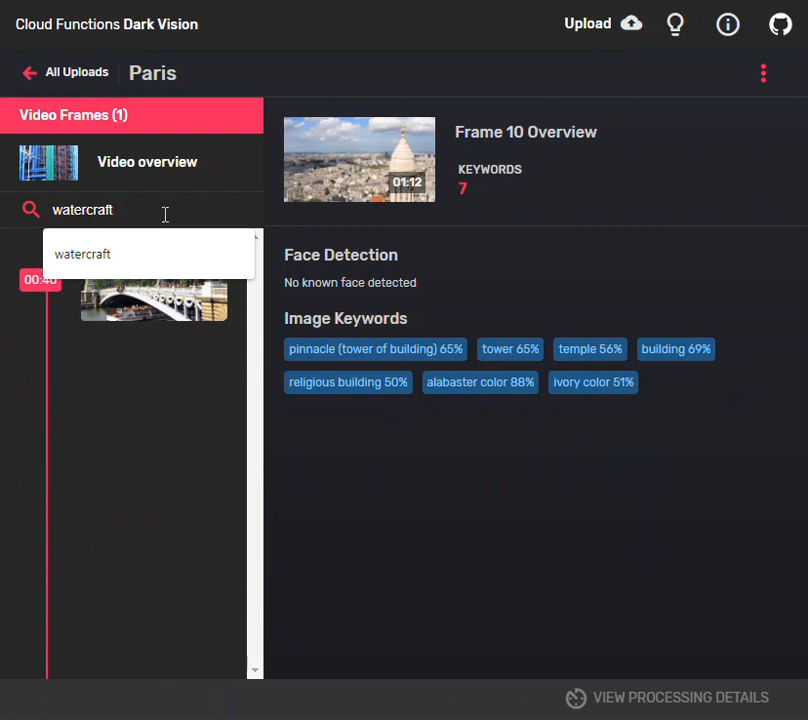 Cloud Functions Dark Vision
Upload
All Uploads
Paris
Video Frames (1)
Video overview
watercraft
watercraft
00:40
01:12
Frame 10 Overview
KEYWORDS
7
Face Detection
No known face detected
Image Keywords
pinnacle (tower of building) 65% tower 65% temple 56% building 69%
religious building 50% alabaster color 88% ivory color 51%
VIEW PROCESSING DETAILS